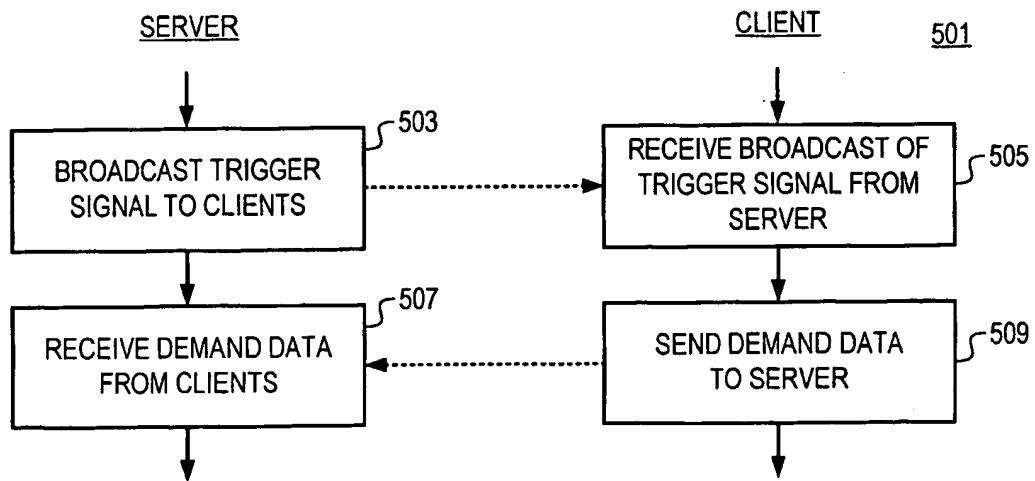 SERVER
CLIENT
501
503
BROADCAST TRIGGER
SIGNAL TO CLIENTS
RECEIVE BROADCAST OF
TRIGGER SIGNAL FROM
SERVER
505
507
RECEIVE DEMAND DATA
FROM CLIENTS
SEND DEMAND DATA
TO SERVER
509